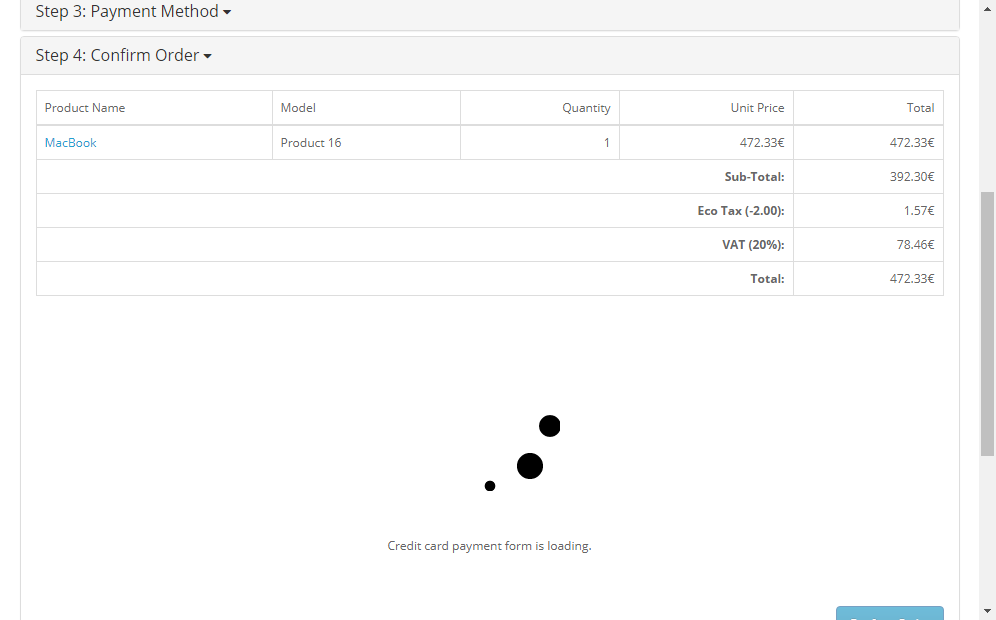 Step 3: Payment Method
Step 4: Confirm Order
Product Name Model Quantity Unit Price Total
MacBook Product 16 1 472.33€ 472.33€
Sub-Total: 392.30€
Eco Tax (-2.00): 1.57€
VAT (20%): 78.46€
Total: 472.33€
Credit card payment form is loading.